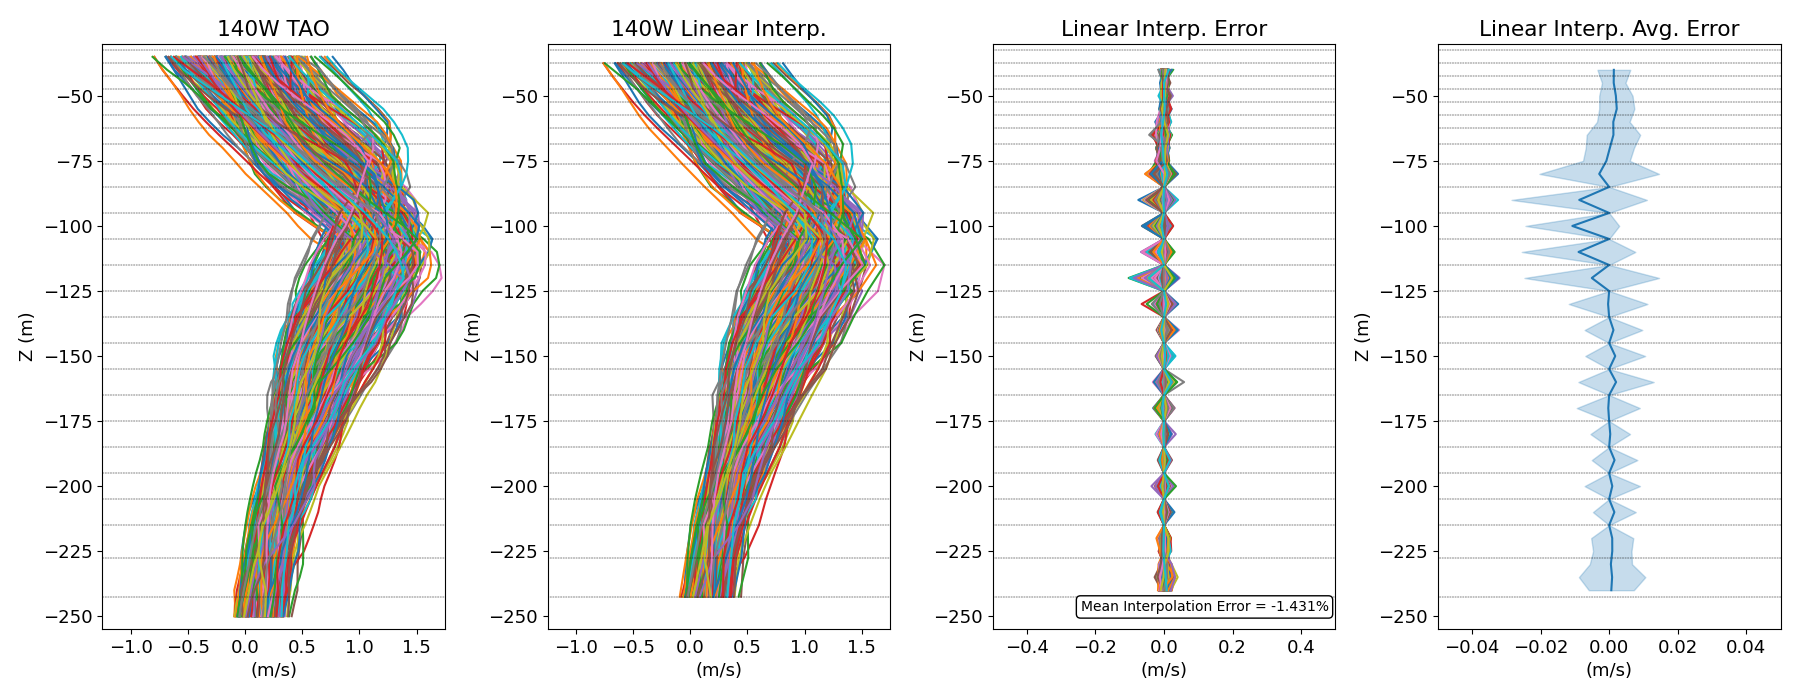 140W TAO
140W Linear Interp.
Linear Interp. Error
Linear Interp. Avg. Error
Z (m)
−50
−75
−100
−125
−150
−175
−200
−225
−250
−1.0 −0.5 0.0 0.5 1.0 1.5
(m/s)
Z (m)
−50
−75
−100
−125
−150
−175
−200
−225
−250
−1.0 −0.5 0.0 0.5 1.0 1.5
(m/s)
Z (m)
−50
−75
−100
−125
−150
−175
−200
−225
−250
Mean Interpolation Error = -1.431%
−0.4 −0.2 0.0 0.2 0.4
(m/s)
Z (m)
−50
−75
−100
−125
−150
−175
−200
−225
−250
−0.04 −0.02 0.00 0.02 0.04
(m/s)